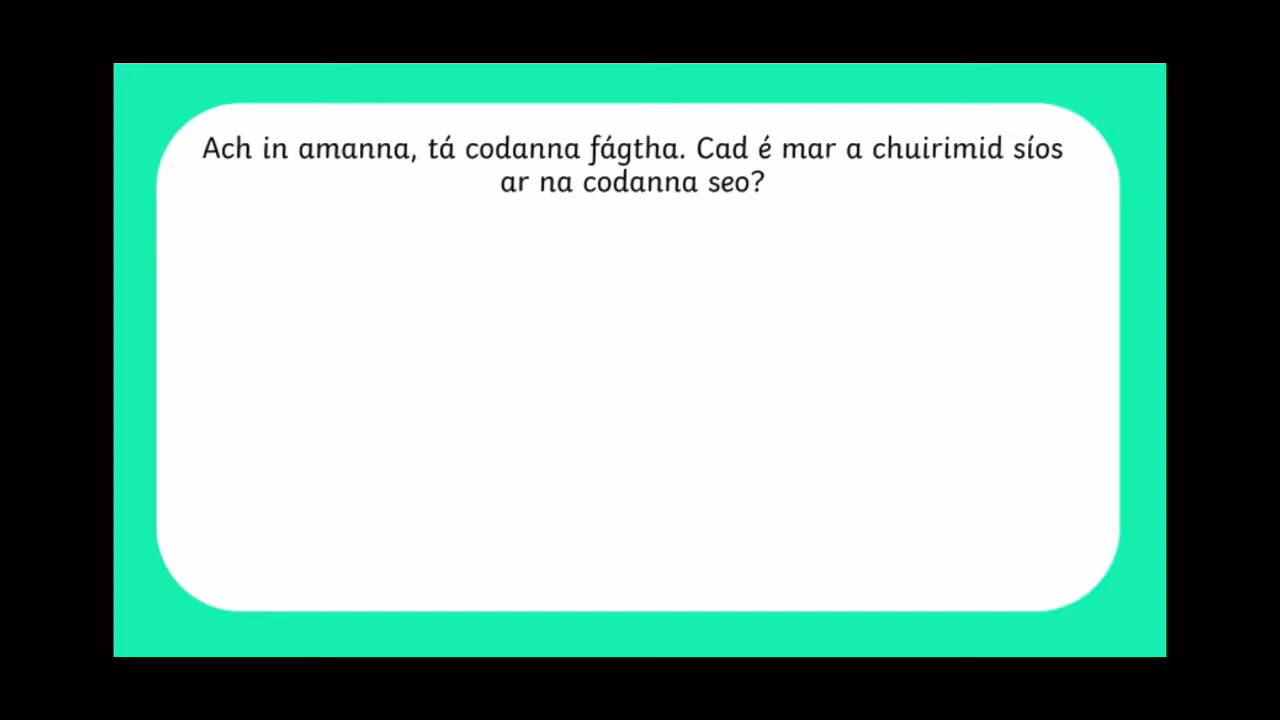 Ach in amanna, tá codanna fágtha. Cad é mar a chuirimid síos
ar na codanna seo?